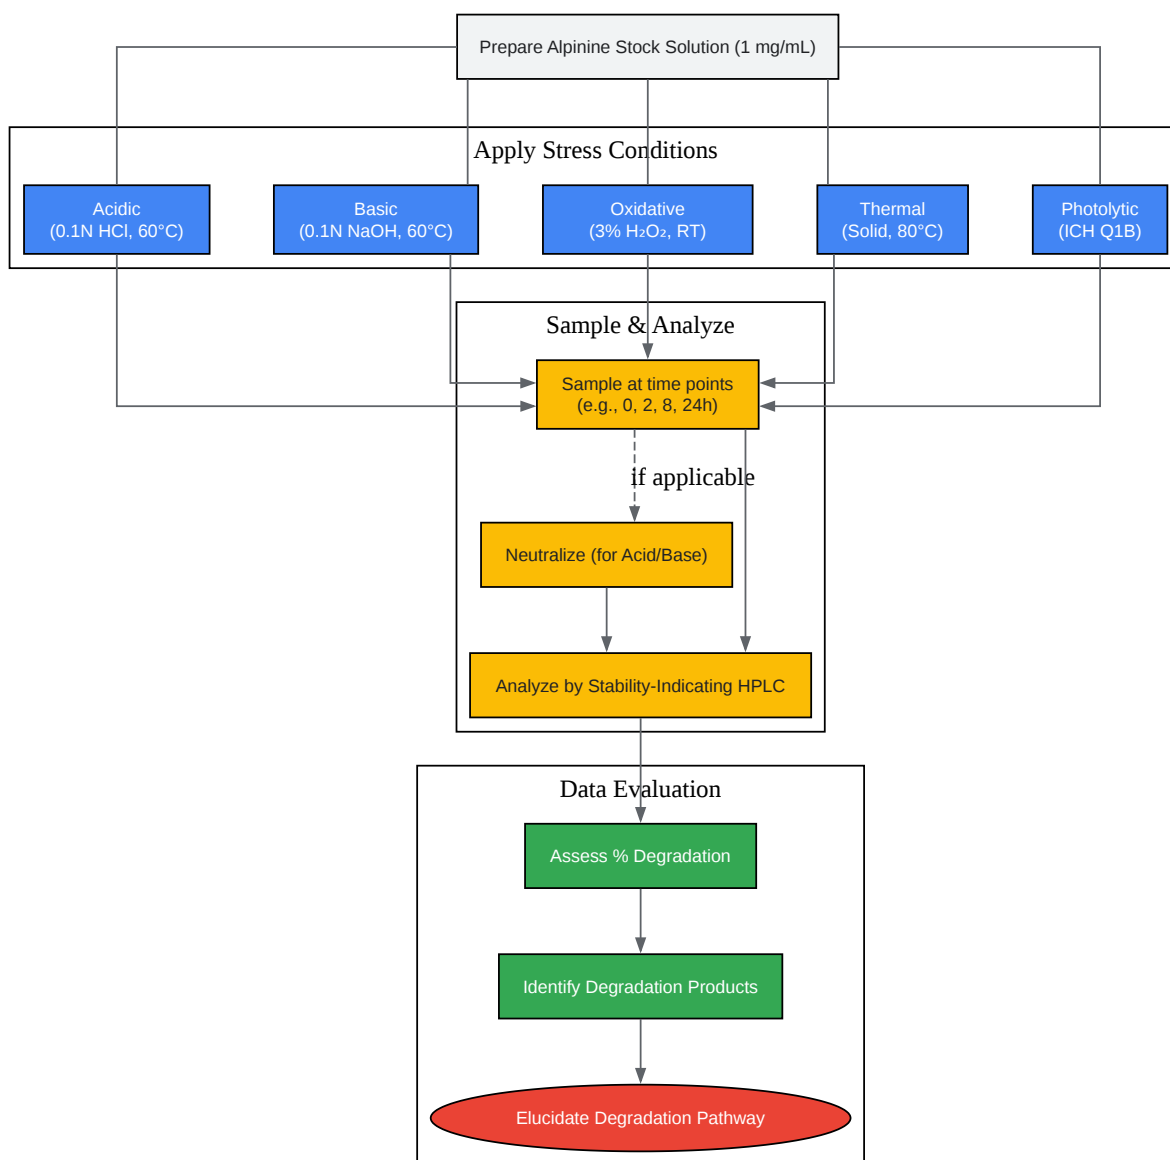 Prepare Alpinine Stock Solution (1 mg/mL)
Apply Stress Conditions
Acidic
(0.1N HCl, 60°C)
Basic
(0.1N NaOH, 60°C)
Oxidative
(3% H₂O₂, RT)
Thermal
(Solid, 80°C)
Photolytic
(ICH Q1B)
Sample & Analyze
Sample at time points
(e.g., 0, 2, 8, 24h)
if applicable
Neutralize (for Acid/Base)
Analyze by Stability-Indicating HPLC
Data Evaluation
Assess % Degradation
Identify Degradation Products
Elucidate Degradation Pathway